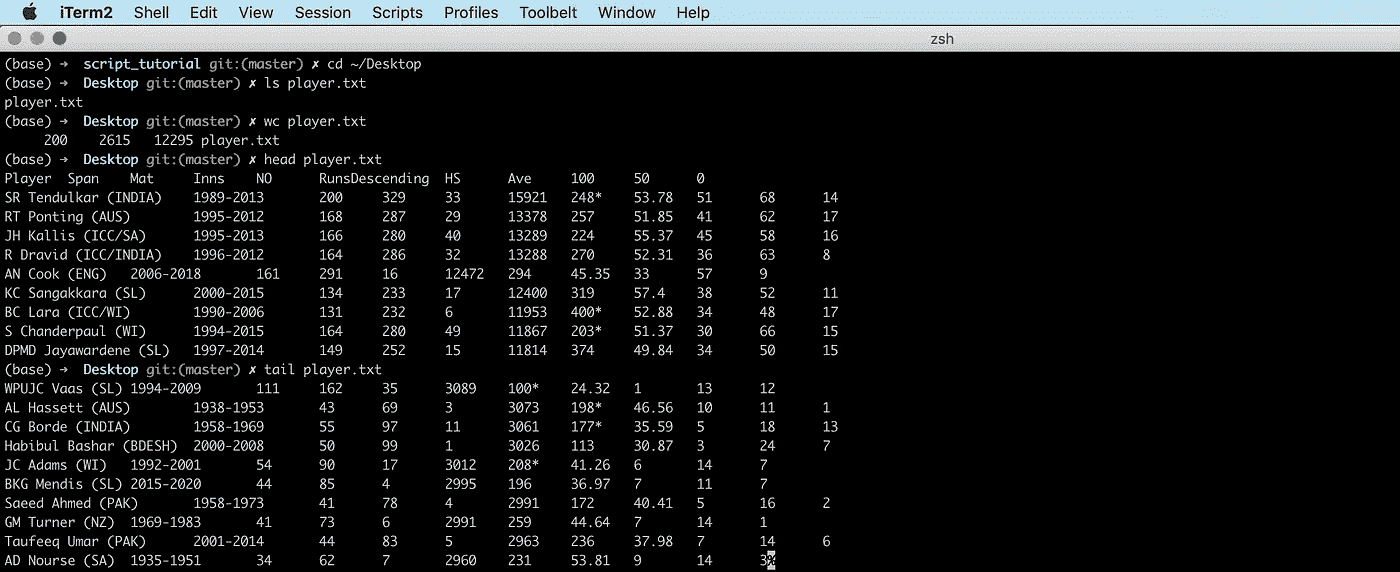 iTerm2 Shell Edit View Session Scripts Profiles Toolbelt Window Help
zsh
(base) → script_tutorial git:(master) ✗ cd ~/Desktop
(base) → Desktop git:(master) ✗ ls player.txt
player.txt
(base) → Desktop git:(master) ✗ wc player.txt
200 2615 12295 player.txt
(base) → Desktop git:(master) ✗ head player.txt
Player Span Mat Inns NO RunsDescending HS Ave 100 50 0
SR Tendulkar (INDIA) 1989-2013 200 329 33 15921 248* 53.78 51 68 14
RT Ponting (AUS) 1995-2012 168 287 29 13378 257 51.85 41 62 17
JH Kallis (ICC/SA) 1995-2013 166 280 40 13289 224 55.37 45 58 16
R Dravid (ICC/INDIA) 1996-2012 164 286 32 13288 270 52.31 36 63 8
AN Cook (ENG) 2006-2018 161 291 16 12472 294 45.35 33 57 9
KC Sangakkara (SL) 2000-2015 134 233 17 12400 319 57.4 38 52 11
BC Lara (ICC/WI) 1990-2006 131 232 6 11953 400* 52.88 34 48 17
S Chanderpaul (WI) 1994-2015 164 280 49 11867 203* 51.37 30 66 15
DPMD Jayawardene (SL) 1997-2014 149 252 15 11814 374 49.84 34 50 15
(base) → Desktop git:(master) ✗ tail player.txt
WPUJC Vaas (SL) 1994-2009 111 162 35 3089 100* 24.32 1 13 12
AL Hassett (AUS) 1938-1953 43 69 3 3073 198* 46.56 10 11 1
CG Borde (INDIA) 1958-1969 55 97 11 3061 177* 35.59 5 18 13
Habibul Bashar (BDESH) 2000-2008 50 99 1 3026 113 30.87 3 24 7
JC Adams (WI) 1992-2001 54 90 17 3012 208* 41.26 6 14 7
BKG Mendis (SL) 2015-2020 44 85 4 2995 196 36.97 7 11 7
Saeed Ahmed (PAK) 1958-1973 41 78 4 2991 172 40.41 5 16 2
GM Turner (NZ) 1969-1983 41 73 6 2991 259 44.64 7 14 1
Taufeeq Umar (PAK) 2001-2014 44 83 5 2963 236 37.98 7 14 6
AD Nourse (SA) 1935-1951 34 62 7 2960 231 53.81 9 14 3%